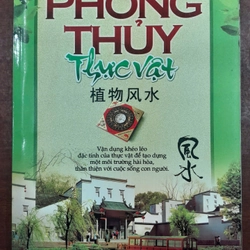 PHONG
THỦY
Thực vật
植物风水
Vận dụng khéo léo
đặc tính của thực vật để tạo dựng
một môi trường hài hòa,
thân thiện với cuộc sống con người.
風水